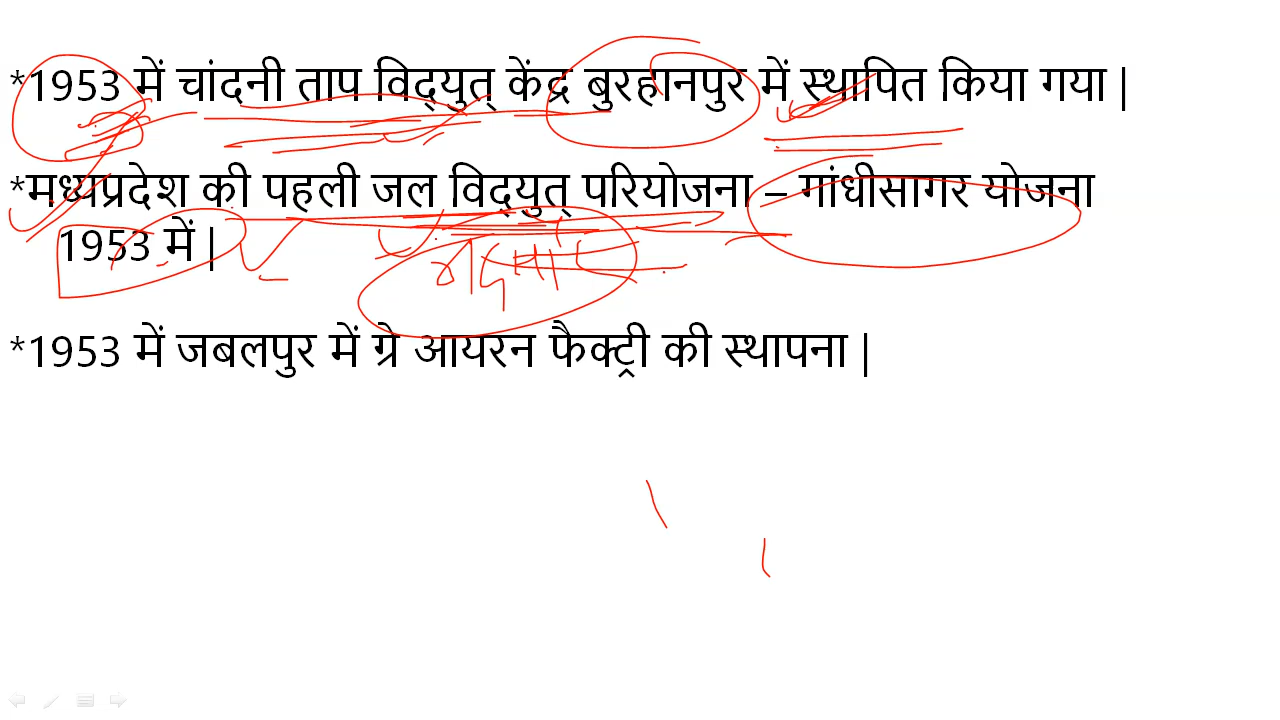 *1953 में चांदनी ताप विद्युत् केंद्र बुरहानपुर में स्थापित किया गया |
*मध्यप्रदेश की पहली जल विद्युत् परियोजना – गांधीसागर योजना
1953 में |
*1953 में जबलपुर में ग्रे आयरन फैक्ट्री की स्थापना |